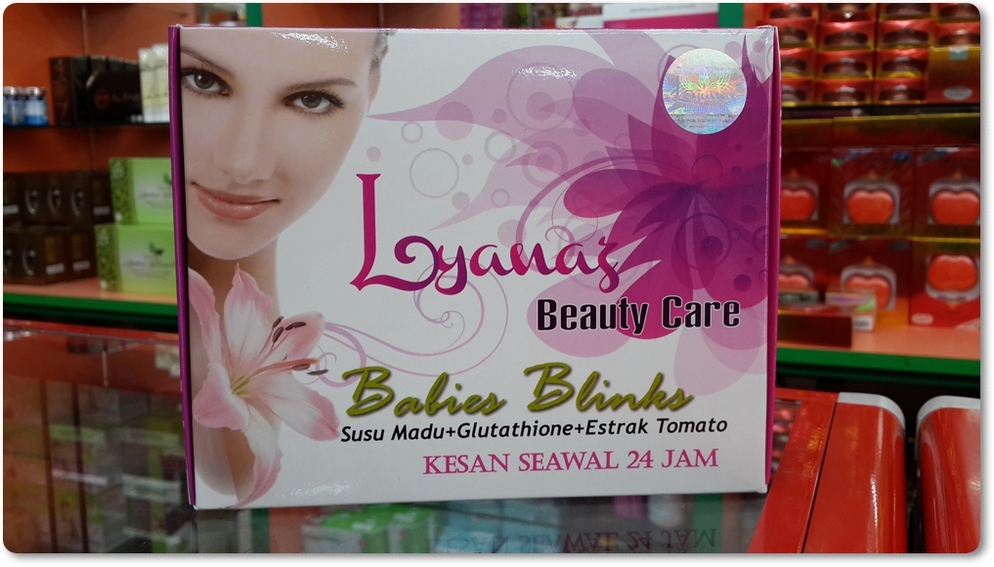 Lyanaz
Beauty Care
Babies Blinks
Susu Madu+Glutathione+Estrak Tomato
KESAN SEAWAL 24 JAM